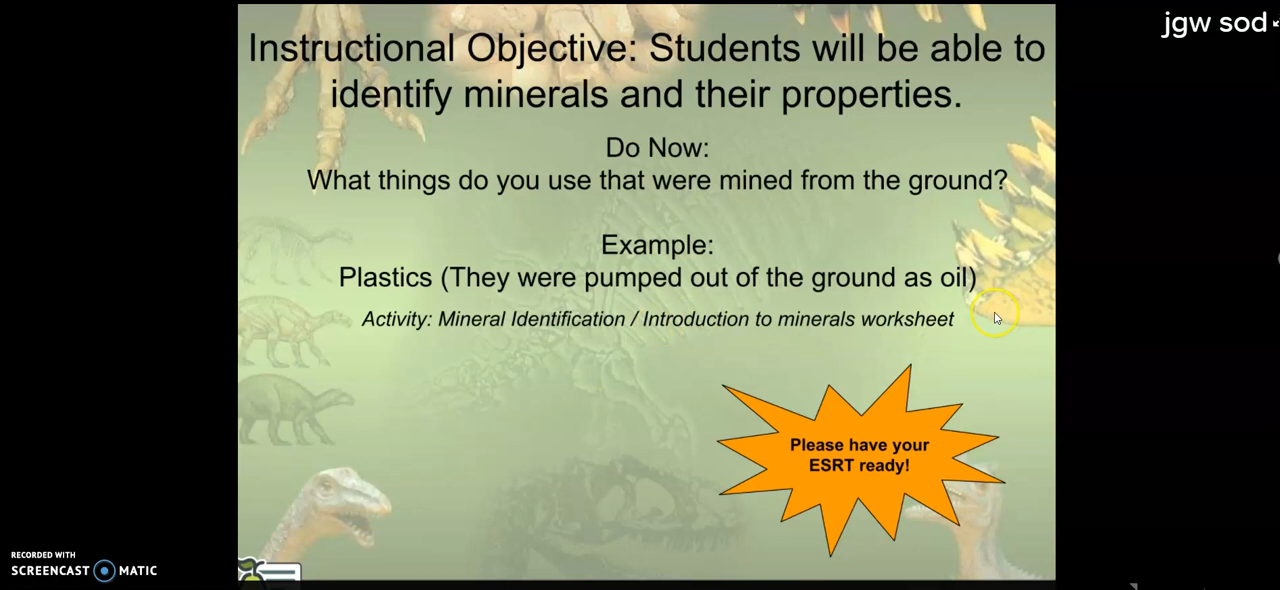 jgw sod
Instructional Objective: Students will be able to
identify minerals and their properties.
Do Now:
What things do you use that were mined from the ground?
Example:
Plastics (They were pumped out of the ground as oil)
Activity: Mineral Identification / Introduction to minerals worksheet
Please have your
ESRT ready!
RECORDED WITH
SCREENCAST MATIC